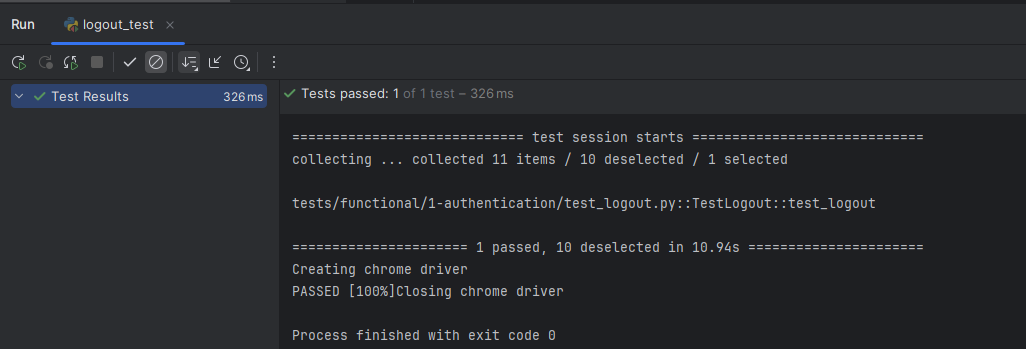 Run logout_test
Test Results 326 ms
Tests passed: 1 of 1 test – 326 ms
============================= test session starts =============================
collecting ... collected 11 items / 10 deselected / 1 selected
tests/functional/1-authentication/test_logout.py::TestLogout::test_logout
====================== 1 passed, 10 deselected in 10.94s ======================
Creating chrome driver
PASSED [100%]Closing chrome driver
Process finished with exit code 0